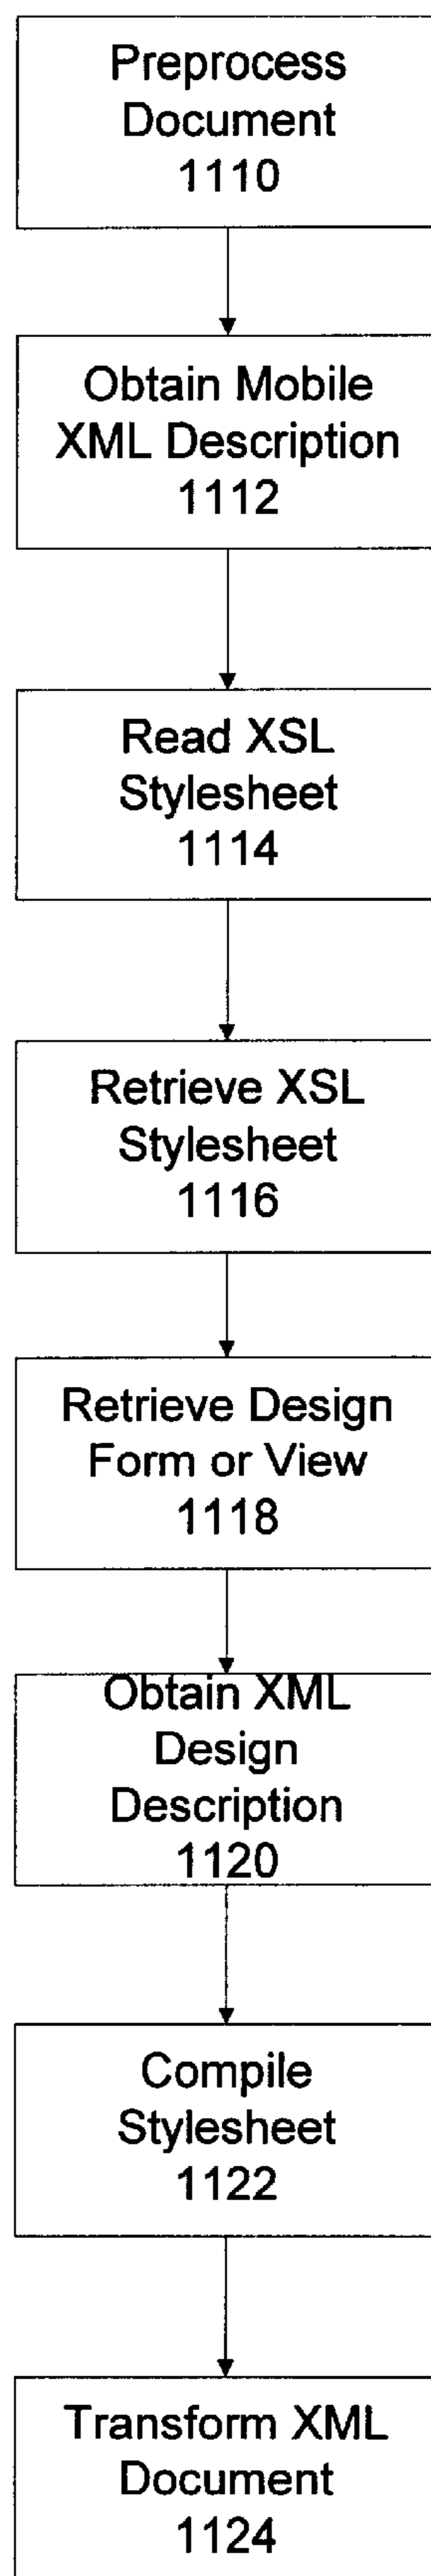 Preprocess
Document
1110
Obtain Mobile
XML Description
1112
Read XSL
Stylesheet
1114
Retrieve XSL
Stylesheet
1116
Retrieve Design
Form or View
1118
Obtain XML
Design
Description
1120
Compile
Stylesheet
1122
Transform XML
Document
1124